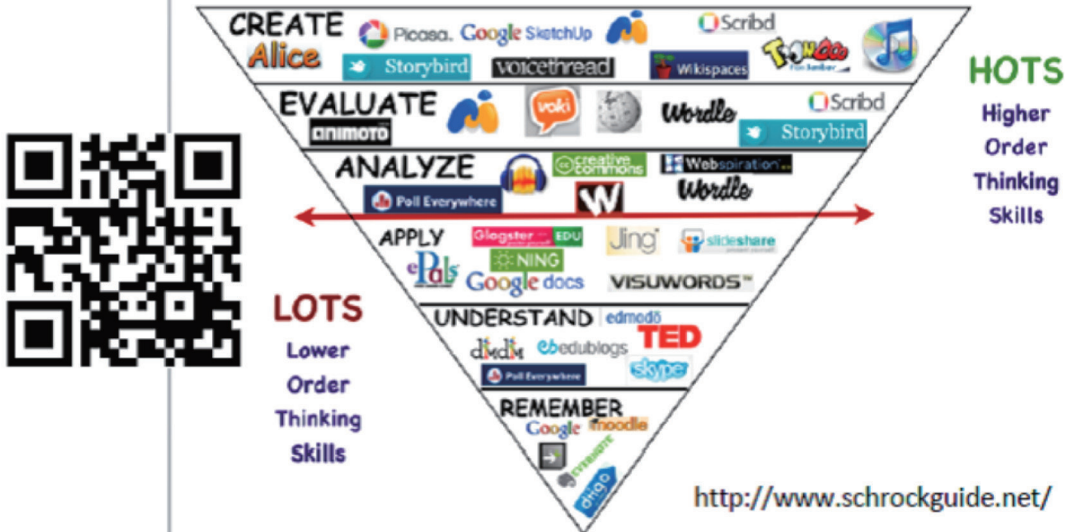 CREATE Picasa. Google SketchUp Scribd
Alice Storybird voicethread Wikispaces
EVALUATE voki Wordle Scribd
animoto Storybird
ANALYZE creative commons Webspiration
Poll Everywhere W Wordle
APPLY Glogster EDU Jing slideshare
ePals NING
Google docs VISUWORDS™
UNDERSTAND edmodo
dimdim edublogs TED
Poll Everywhere skype
REMEMBER
Google moodle
EVERNOTE
diigo
HOTS
Higher
Order
Thinking
Skills
LOTS
Lower
Order
Thinking
Skills
http://www.schrockguide.net/